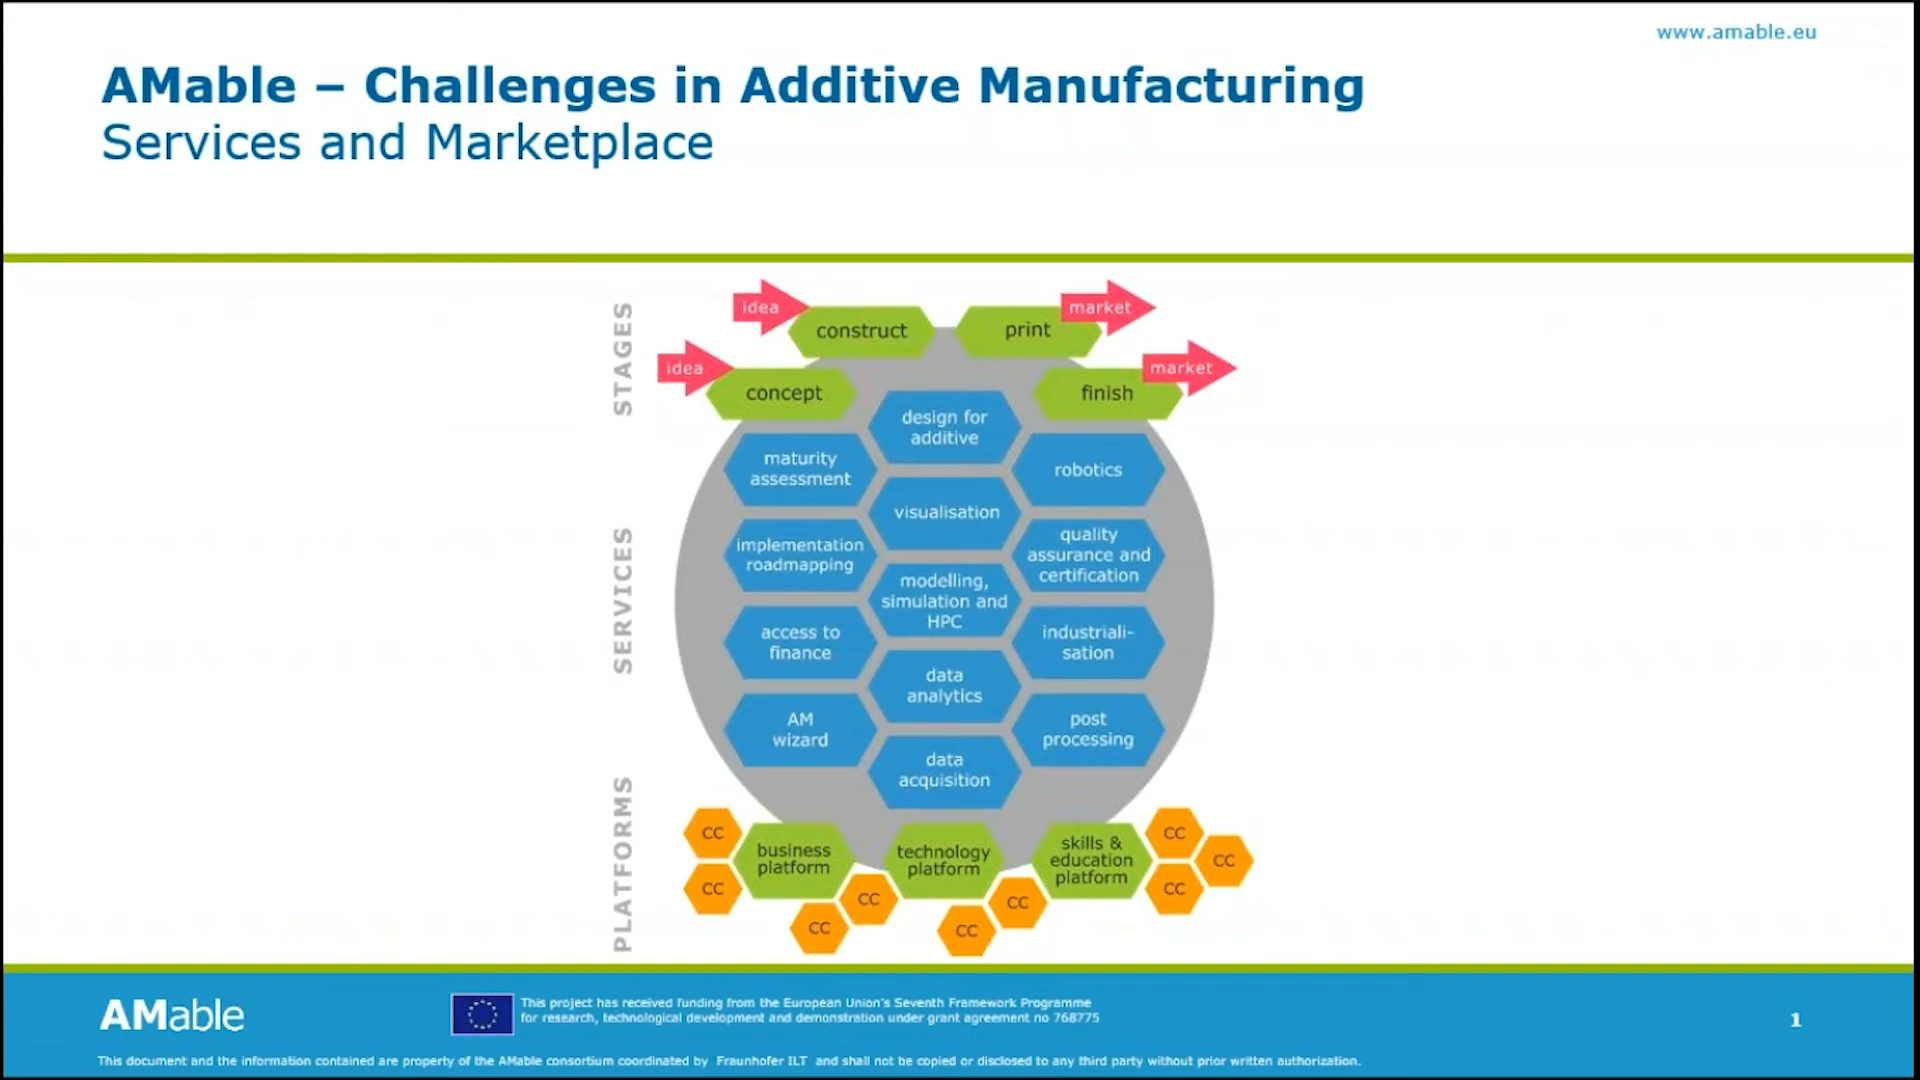 www.amable.eu
AMable – Challenges in Additive Manufacturing
Services and Marketplace
STAGES
idea
construct
print
market
idea
concept
finish
market
SERVICES
design for
additive
maturity
assessment
robotics
visualisation
implementation
roadmapping
quality
assurance and
certification
modelling,
simulation and
HPC
access to
finance
industriali-
sation
data
analytics
AM
wizard
post
processing
data
acquisition
PLATFORMS
CC
CC
business
platform
CC
CC
technology
platform
CC
CC
skills &
education
platform
CC
CC
CC
AMable
This project has received funding from the European Union's Seventh Framework Programme
for research, technological development and demonstration under grant agreement no 768775
1
This document and the information contained are property of the AMable consortium coordinated by Fraunhofer ILT and shall not be copied or disclosed to any third party without prior written authorization.